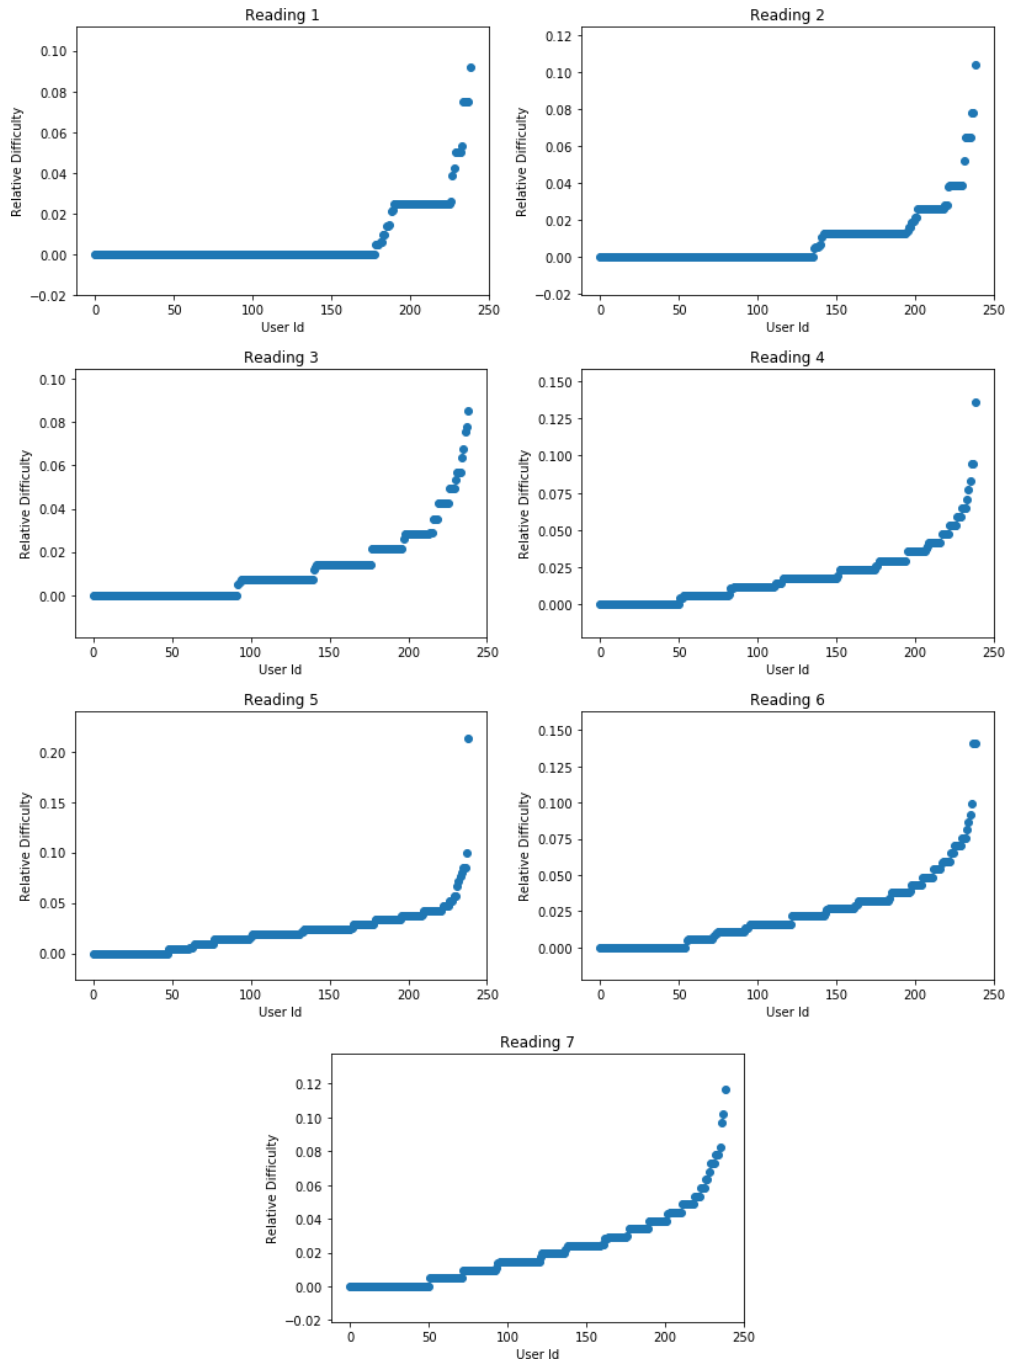 Reading 1
Relative Difficulty
0.10
0.08
0.06
0.04
0.02
0.00
−0.02
0 50 100 150 200 250
User Id
Reading 2
Relative Difficulty
0.12
0.10
0.08
0.06
0.04
0.02
0.00
−0.02
0 50 100 150 200 250
User Id
Reading 3
Relative Difficulty
0.10
0.08
0.06
0.04
0.02
0.00
0 50 100 150 200 250
User Id
Reading 4
Relative Difficulty
0.150
0.125
0.100
0.075
0.050
0.025
0.000
0 50 100 150 200 250
User Id
Reading 5
Relative Difficulty
0.20
0.15
0.10
0.05
0.00
0 50 100 150 200 250
User Id
Reading 6
Relative Difficulty
0.150
0.125
0.100
0.075
0.050
0.025
0.000
0 50 100 150 200 250
User Id
Reading 7
Relative Difficulty
0.12
0.10
0.08
0.06
0.04
0.02
0.00
−0.02
0 50 100 150 200 250
User Id